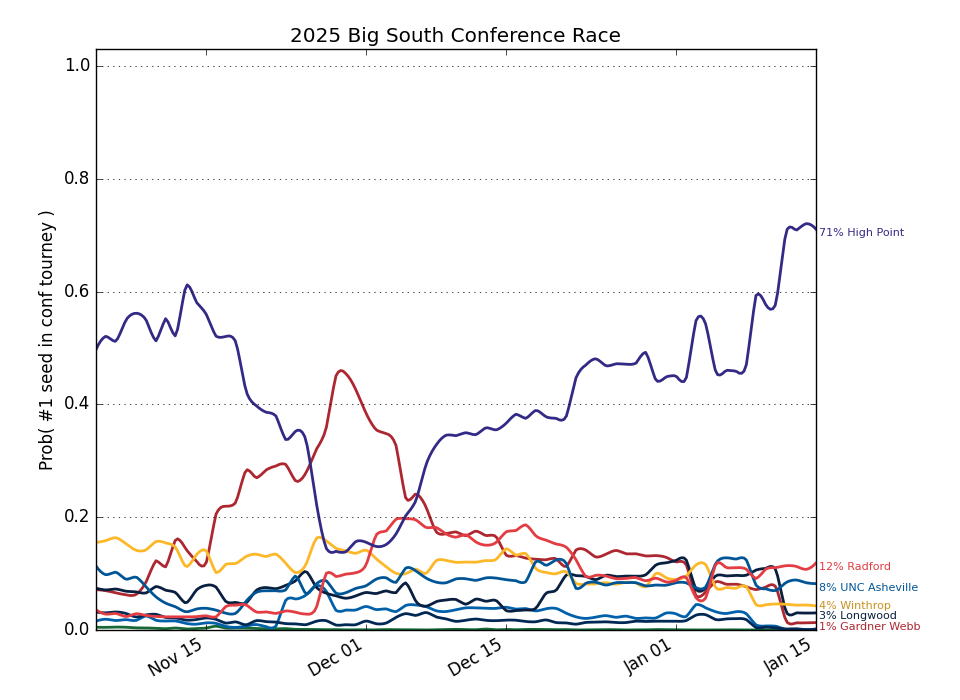 2025 Big South Conference Race
Prob( #1 seed in conf tourney )
1.0
0.8
0.6
0.4
0.2
0.0
Nov 15
Dec 01
Dec 15
Jan 01
Jan 15
71% High Point
12% Radford
8% UNC Asheville
4% Winthrop
3% Longwood
1% Gardner Webb